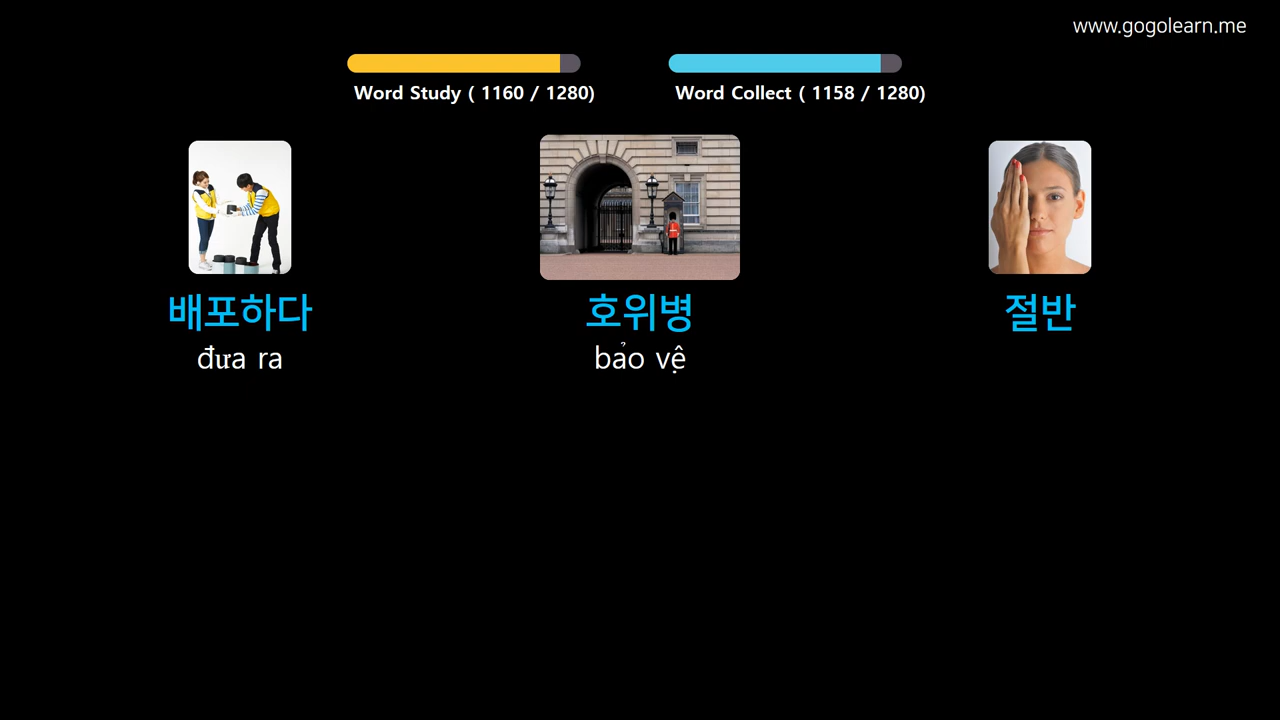 www.gogolearn.me
Word Study ( 1160 / 1280)
Word Collect ( 1158 / 1280)
배포하다
호위병
절반
đưa ra
bảo vệ